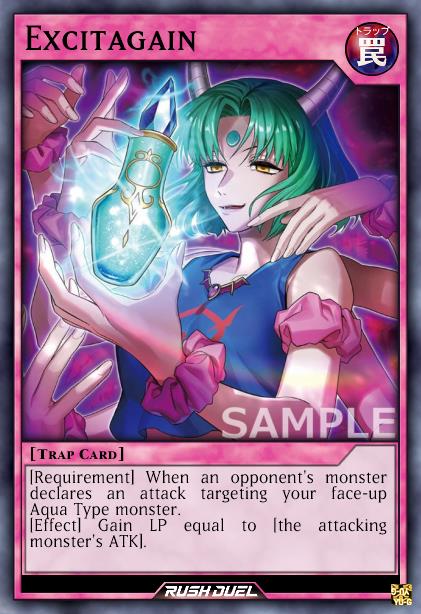 Excitagain
トラップ
罠
SAMPLE
[Trap Card]
[Requirement] When an opponent's monster
declares an attack targeting your face-up
Aqua Type monster.
[Effect] Gain LP equal to [the attacking
monster's ATK].
RUSH DUEL